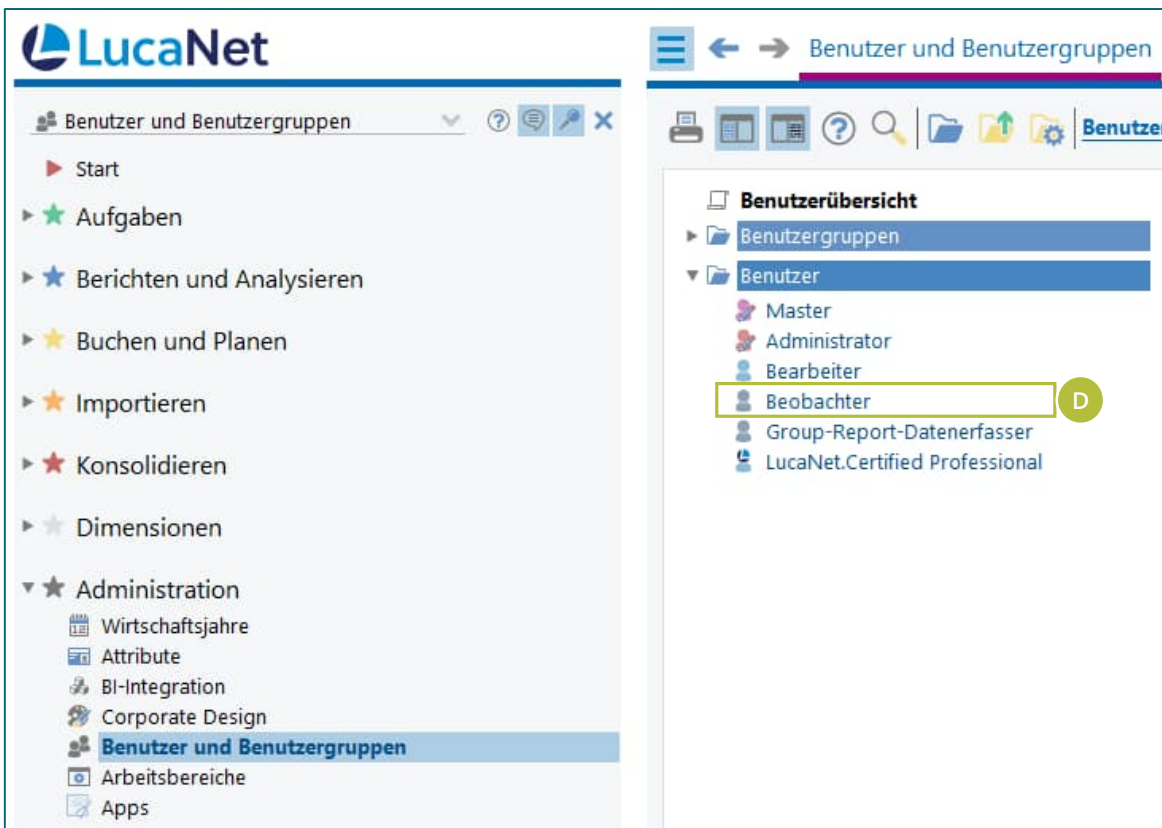 LucaNet
Benutzer und Benutzergruppen
Start
Aufgaben
Berichten und Analysieren
Buchen und Planen
Importieren
Konsolidieren
Dimensionen
Administration
Wirtschaftsjahre
Attribute
BI-Integration
Corporate Design
Benutzer und Benutzergruppen
Arbeitsbereiche
Apps
Benutzer und Benutzergruppen
Benutzerübersicht
Benutzergruppen
Benutzer
Master
Administrator
Bearbeiter
Beobachter
D
Group-Report-Datenerfasser
LucaNet.Certified Professional